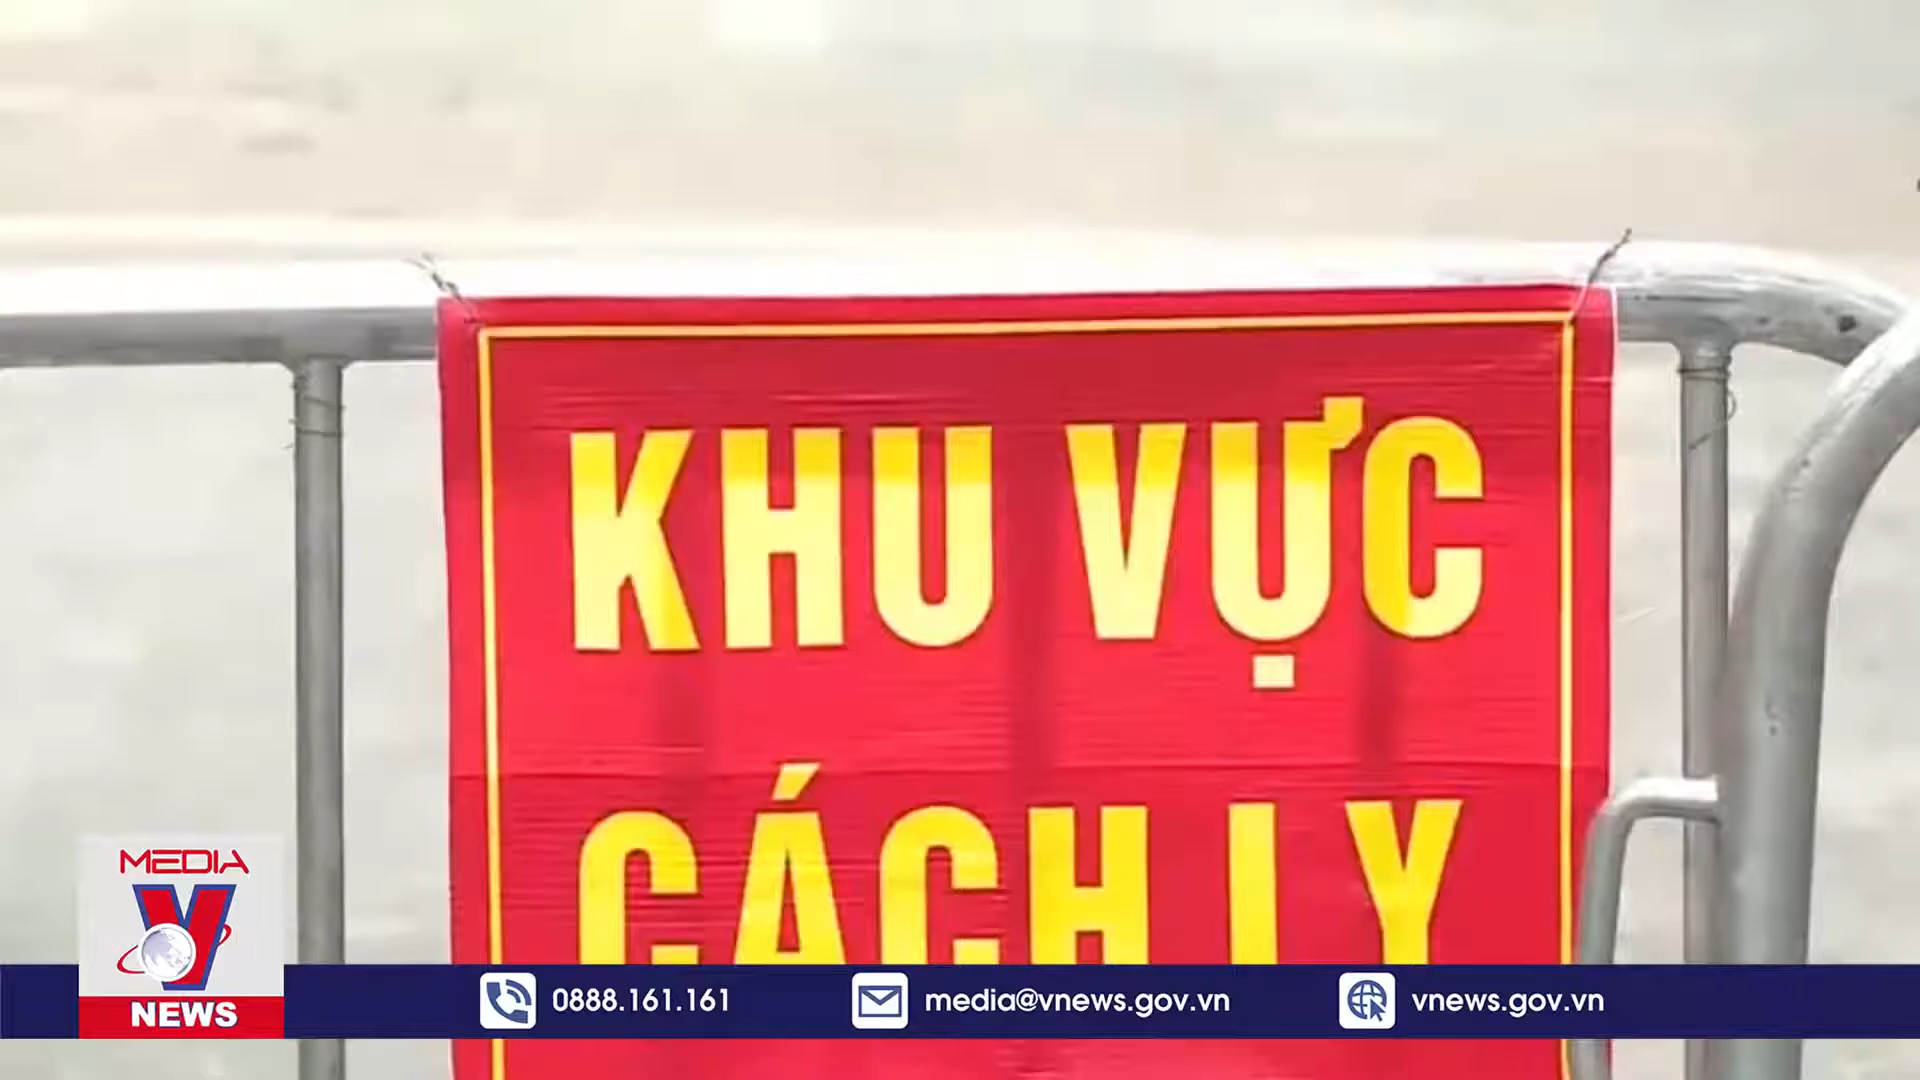 KHU VỰC
CÁCH LY
MEDIA
V
NEWS
0888.161.161
media@vnews.gov.vn
vnews.gov.vn